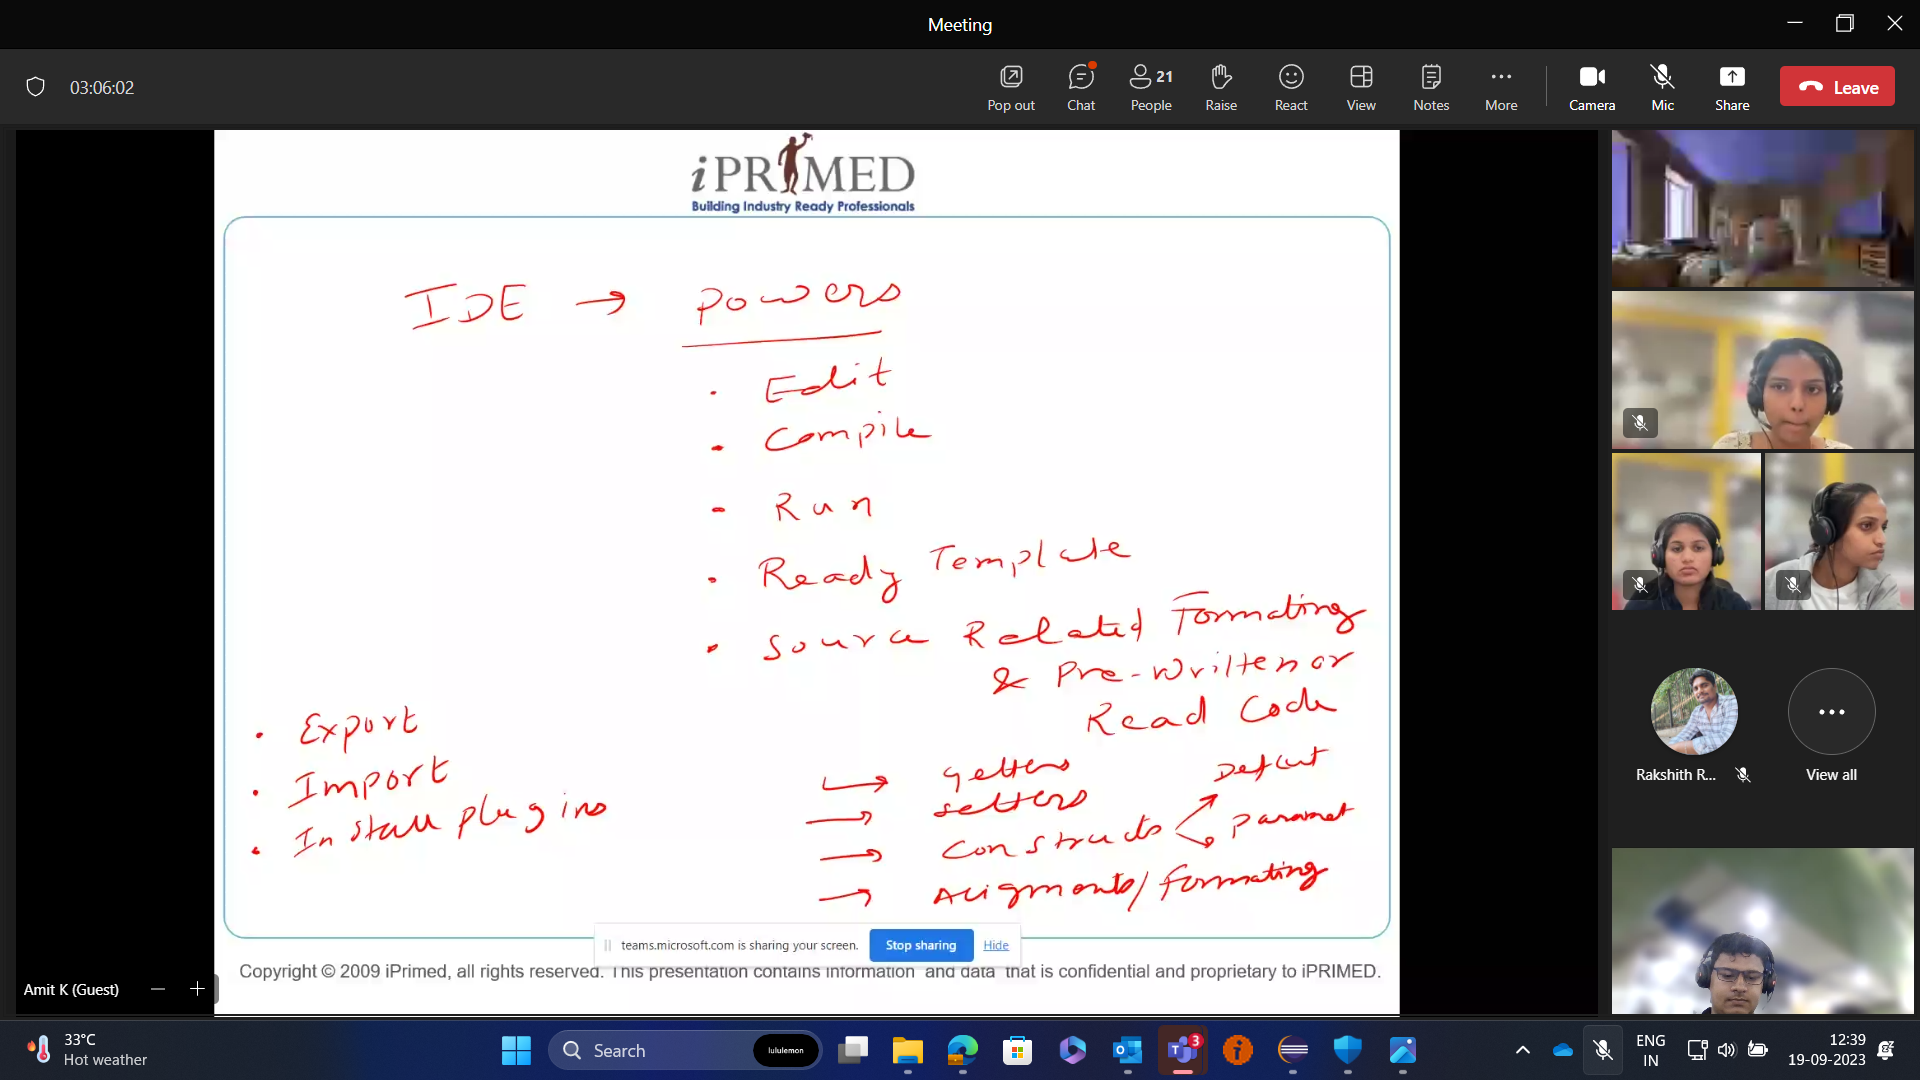 Meeting
03:06:02
Pop out
Chat
21
People
Raise
React
View
Notes
More
Camera
Mic
Share
Leave
iPRIMED
Building Industry Ready Professionals
IDE → Powers
• Edit
• Compile
• Run
• Ready Template
• Source Related Formating
& Pre-written or
Read Code
→ getters
→ setters
→ Constructs
Defalt
Paramet
→ Aligments/Formating
• Export
• Import
• Install plugins
teams.microsoft.com is sharing your screen.
Stop sharing
Hide
Copyright © 2009 iPrimed, all rights reserved. This presentation contains information and data that is confidential and proprietary to iPRIMED.
Amit K (Guest)
Rakshith R...
View all
33°C
Hot weather
Search
lululemon
3
ENG
IN
12:39
19-09-2023